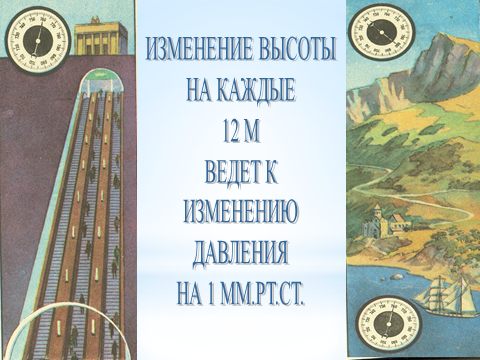 ИЗМЕНЕНИЕ ВЫСОТЫ
НА КАЖДЫЕ
12 М
ВЕДЕТ К
ИЗМЕНЕНИЮ
ДАВЛЕНИЯ
НА 1 ММ.РТ.СТ.